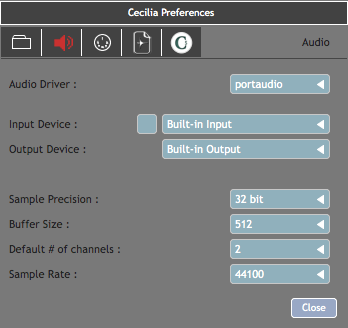 Cecilia Preferences
Audio
Audio Driver : portaudio
Input Device : Built-in Input
Output Device : Built-in Output
Sample Precision : 32 bit
Buffer Size : 512
Default # of channels : 2
Sample Rate : 44100
Close